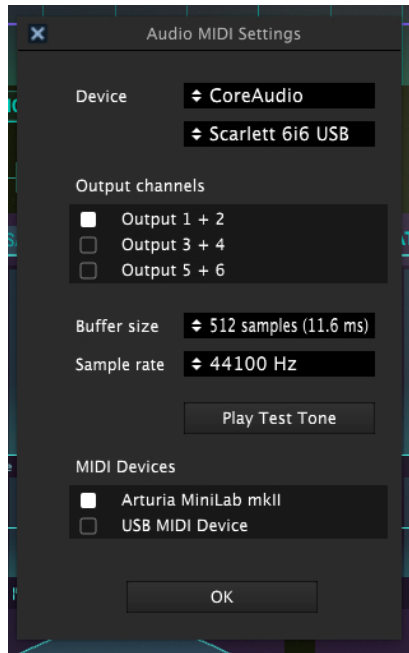 Audio MIDI Settings
Device
CoreAudio
Scarlett 6i6 USB
Output channels
Output 1 + 2
Output 3 + 4
Output 5 + 6
Buffer size 512 samples (11.6 ms)
Sample rate 44100 Hz
Play Test Tone
MIDI Devices
Arturia MiniLab mkII
USB MIDI Device
OK